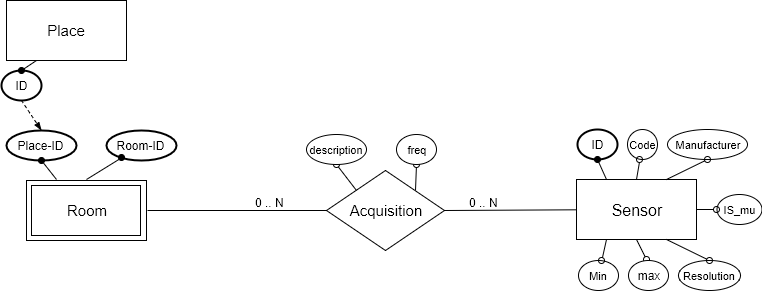 Place
ID
Place-ID
Room-ID
description
freq
ID
Code
Manufacturer
Room
0 .. N
Acquisition
0 .. N
Sensor
IS_mu
Min
max
Resolution